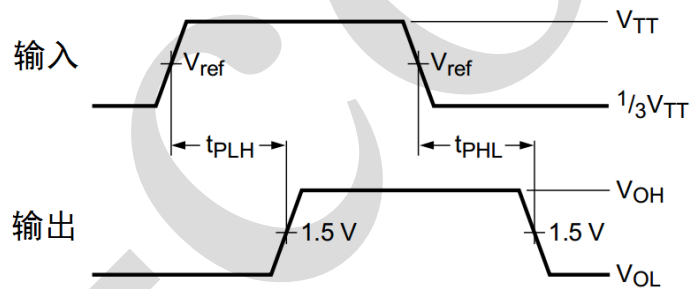 输入
Vref
Vref
VTT
1/3VTT
tPLH
tPHL
输出
1.5 V
1.5 V
VOH
VOL